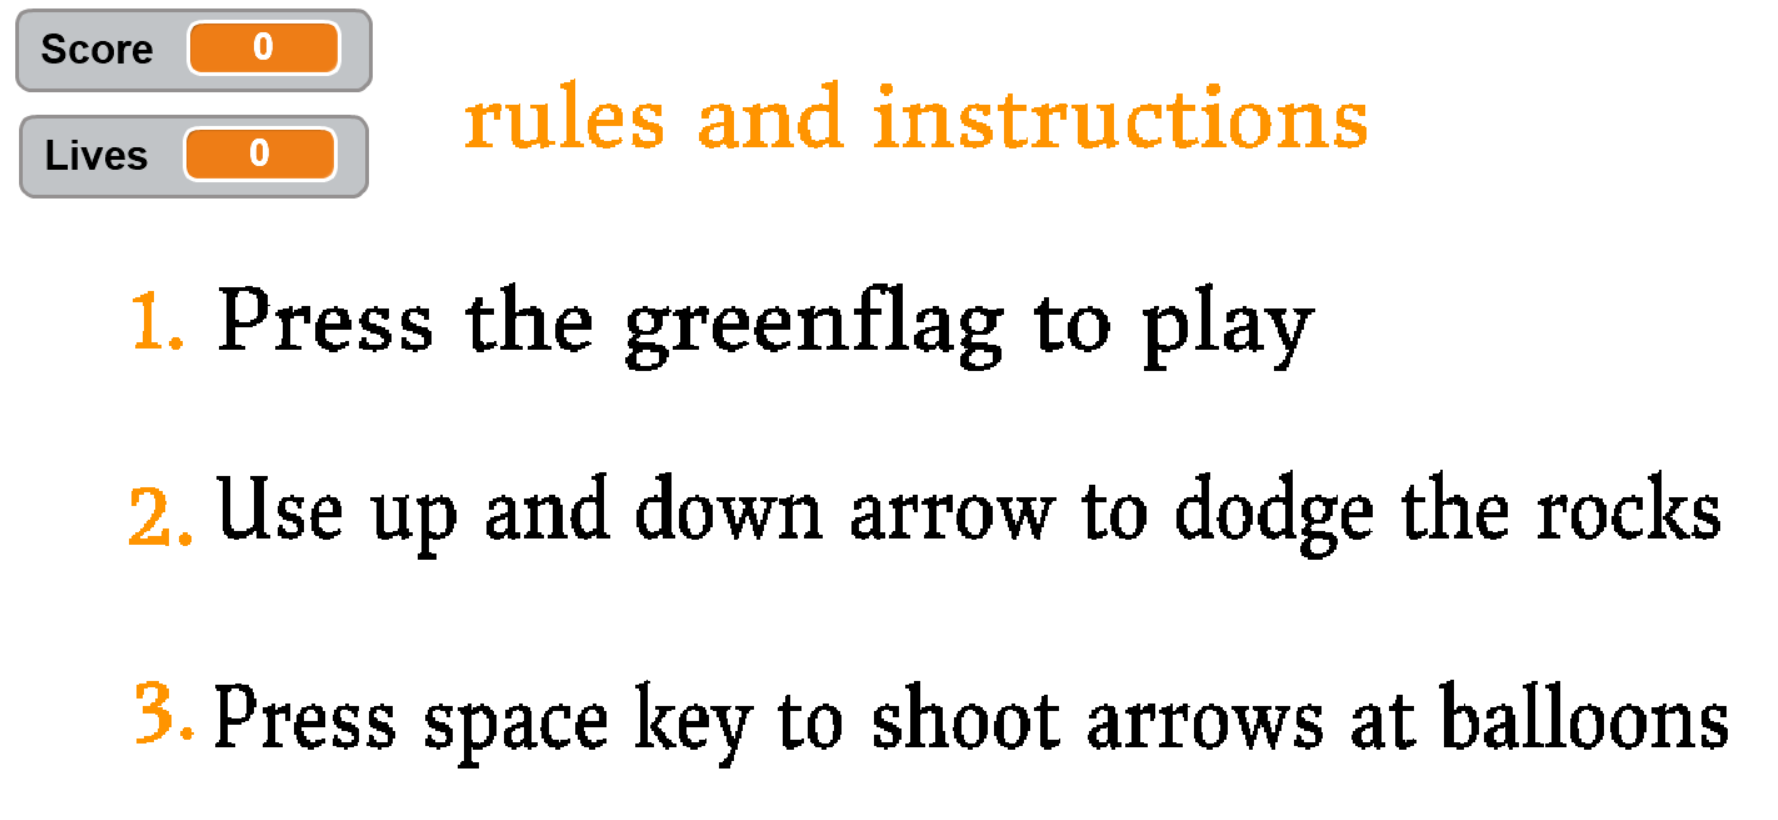 Score 0
Lives 0
rules and instructions
1. Press the greenflag to play
2. Use up and down arrow to dodge the rocks
3. Press space key to shoot arrows at balloons